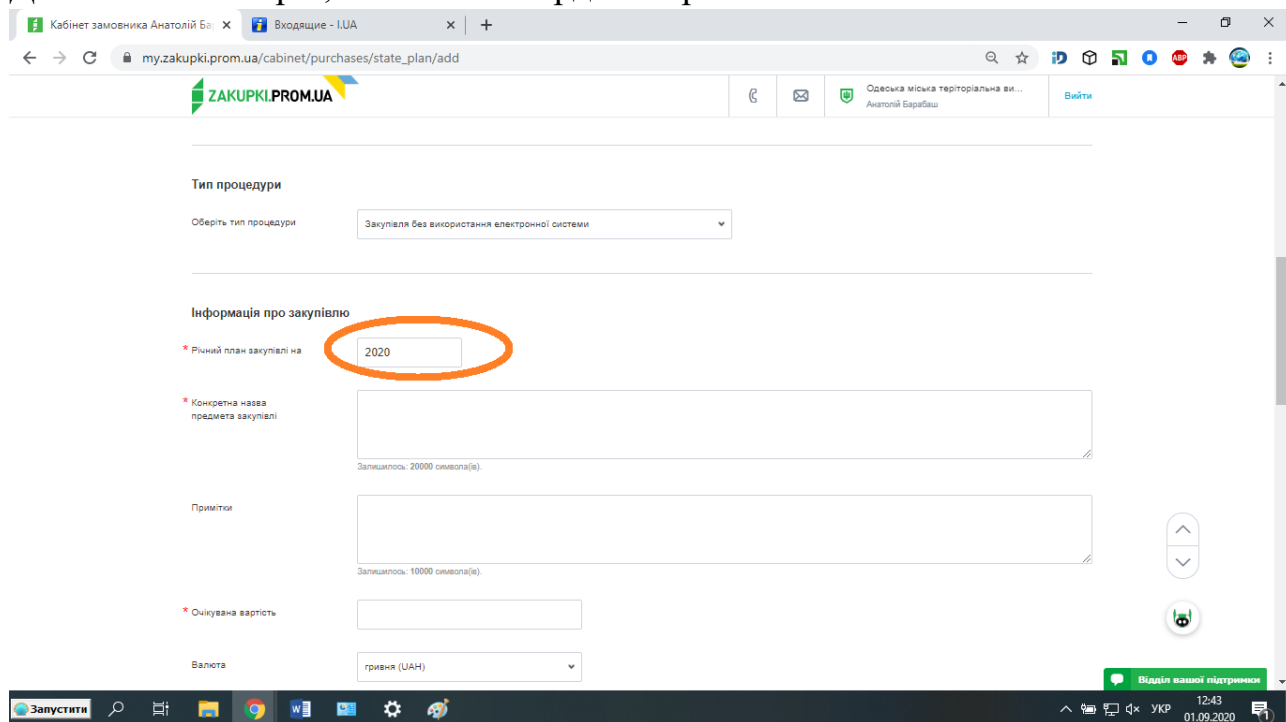 Кабінет замовника Анатолій Бар
Входящие - I.UA
my.zakupki.prom.ua/cabinet/purchases/state_plan/add
ZAKUPKI.PROM.UA
Одеська міська територіальна ви...
Анатолій Барабаш
Вийти
Тип процедури
Оберіть тип процедури
Закупівля без використання електронної системи
Інформація про закупівлю
* Річний план закупівлі на
2020
* Конкретна назва
предмета закупівлі
Залишилось: 20000 символа(ів).
Примітки
Залишилось: 10000 символа(ів).
* Очікувана вартість
Валюта
гривня (UAH)
Відділ вашої підтримки
Запустити
УКР
12:43
01.09.2020